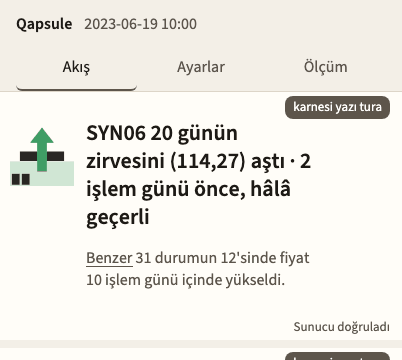 Qapsule 2023-06-19 10:00
Akış Ayarlar Ölçüm
karnesi yazı tura
SYN06 20 günün
zirvesini (114,27) aştı · 2
işlem günü önce, hâlâ
geçerli
Benzer 31 durumun 12'sinde fiyat
10 işlem günü içinde yükseldi.
Sunucu doğruladı